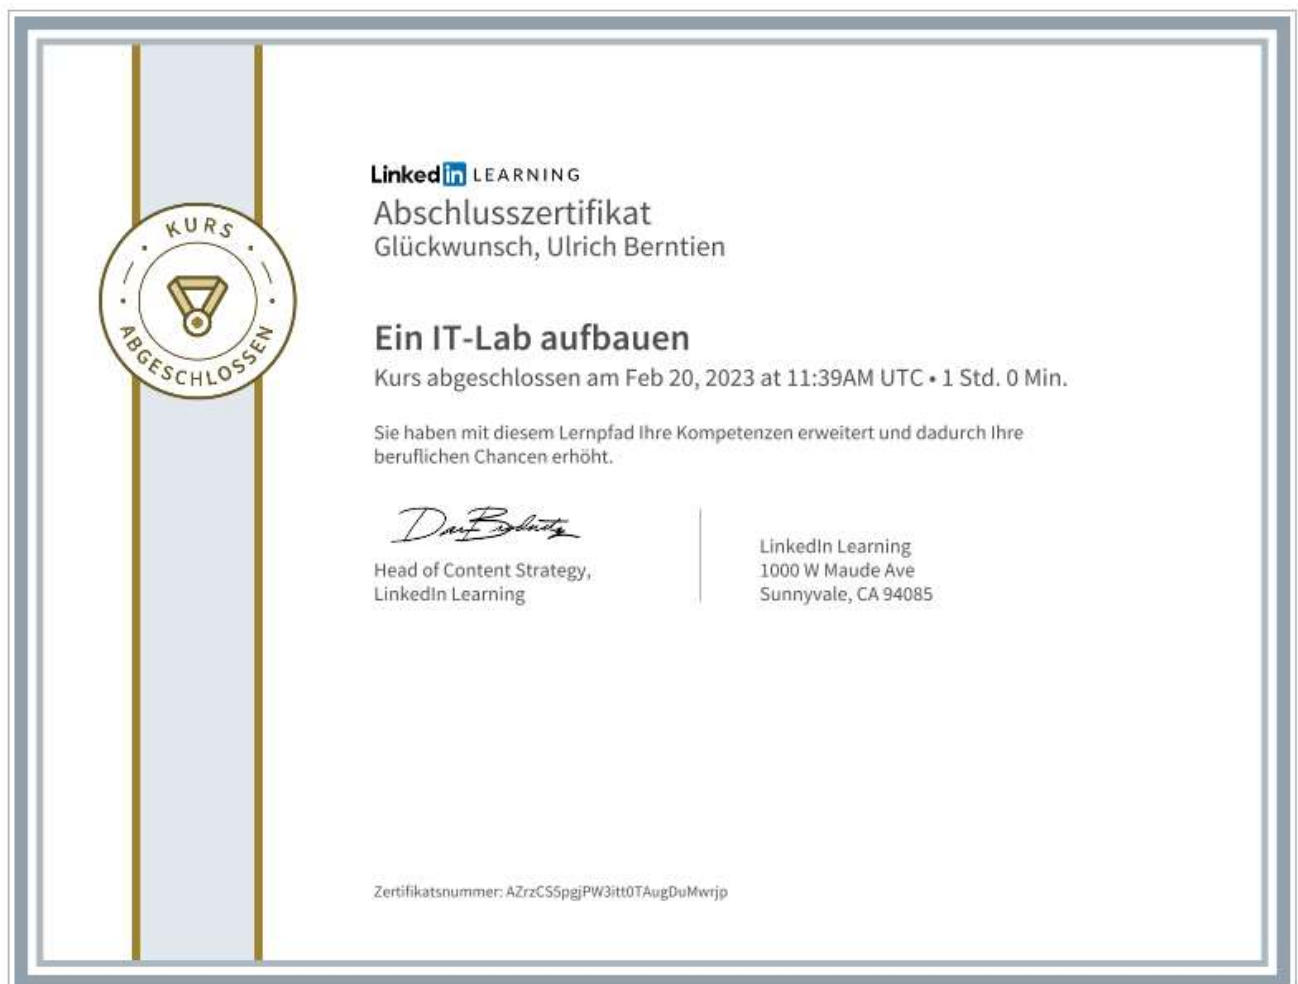 KURS
ABGESCHLOSSEN
Linkedin LEARNING
Abschlusszertifikat
Glückwunsch, Ulrich Berntien
Ein IT-Lab aufbauen
Kurs abgeschlossen am Feb 20, 2023 at 11:39AM UTC • 1 Std. 0 Min.
Sie haben mit diesem Lernpfad Ihre Kompetenzen erweitert und dadurch Ihre
beruflichen Chancen erhöht.
Head of Content Strategy,
LinkedIn Learning
LinkedIn Learning
1000 W Maude Ave
Sunnyvale, CA 94085
Zertifikatsnummer: AZrzCS5pgjPW3itt0TAugDuMwrjp